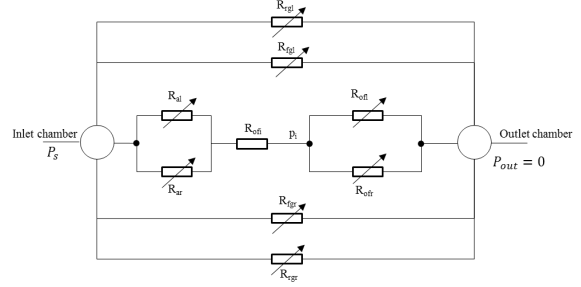 R_rgl
R_fgl
R_al
R_ofl
Inlet chamber
P_s
R_ofi
p_i
Outlet chamber
P_out = 0
R_ar
R_ofr
R_fgr
R_rgr